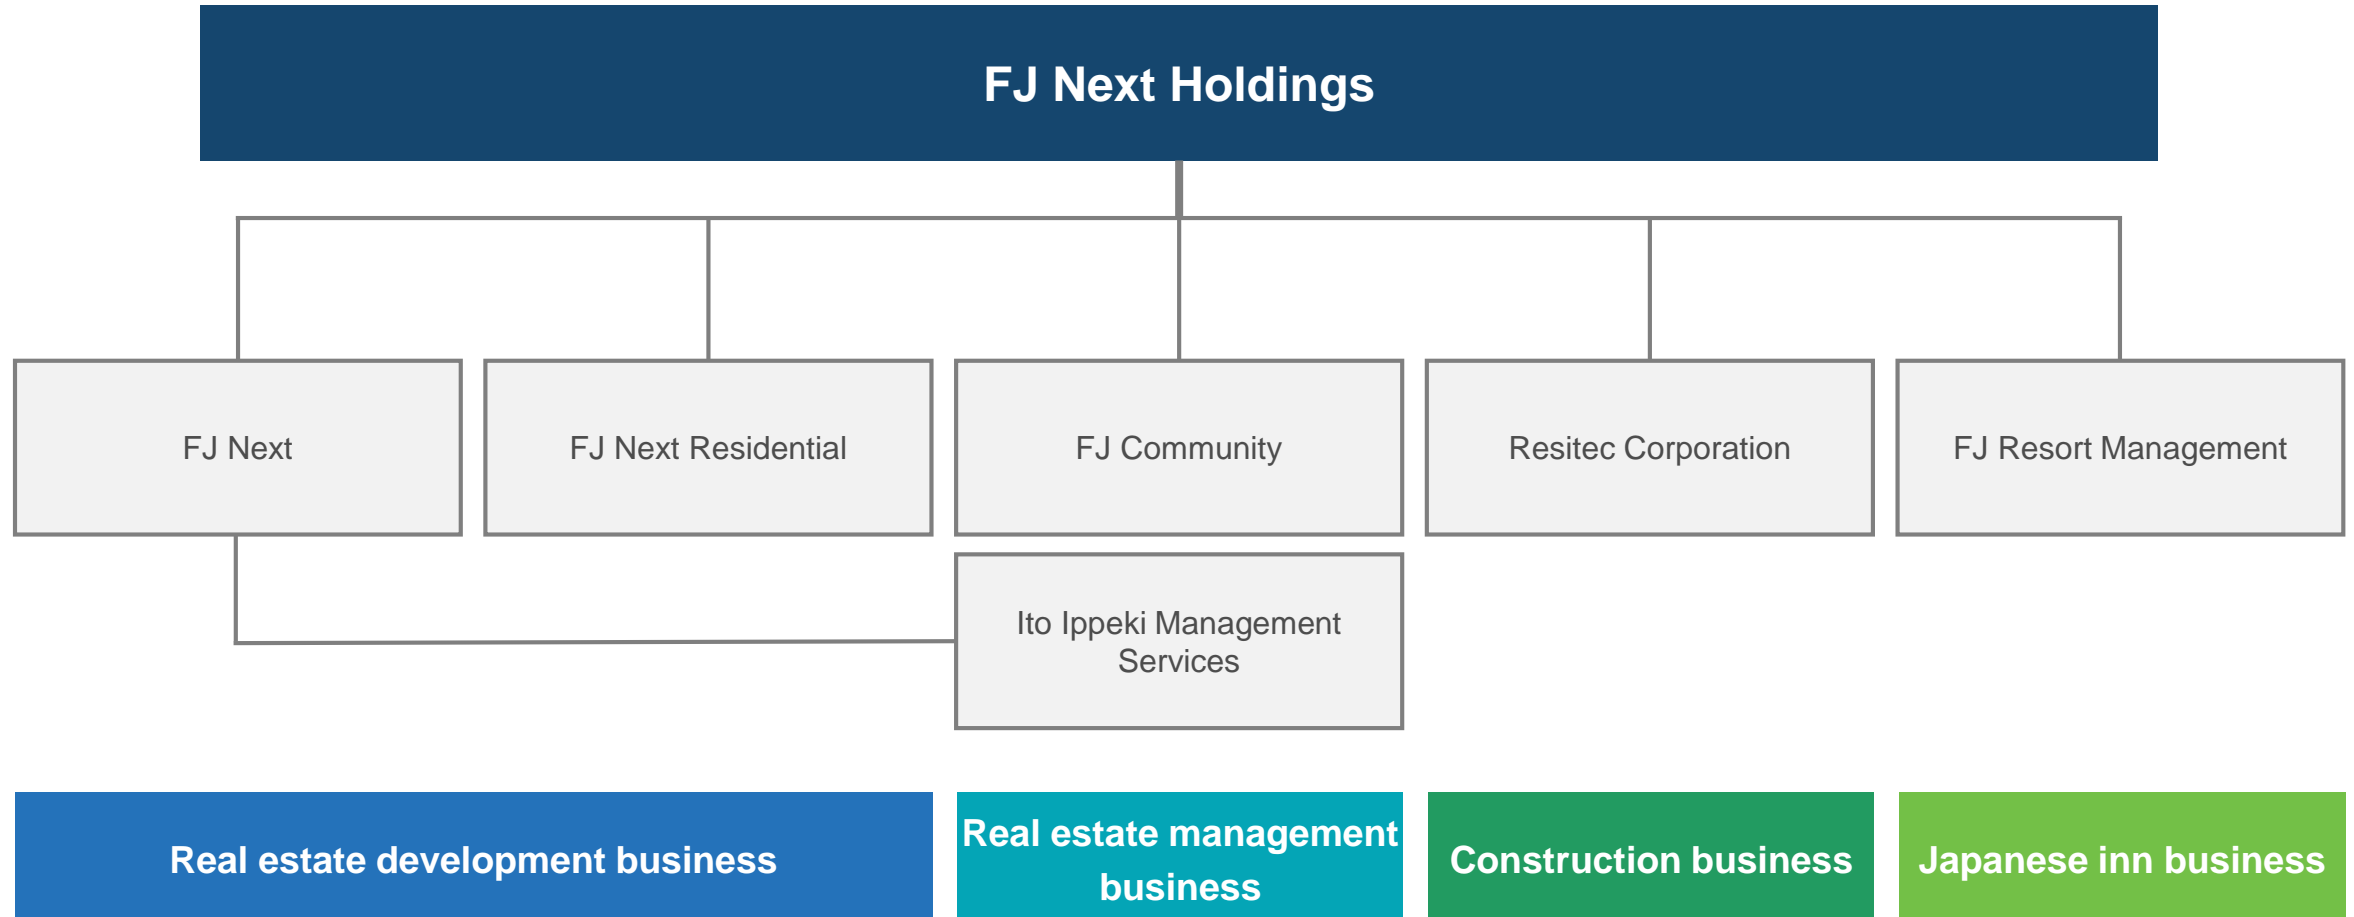 FJ Next Holdings
FJ Next
FJ Next Residential
FJ Community
Resitec Corporation
FJ Resort Management
Ito Ippeki Management
Services
Real estate development business
Real estate management
business
Construction business
Japanese inn business